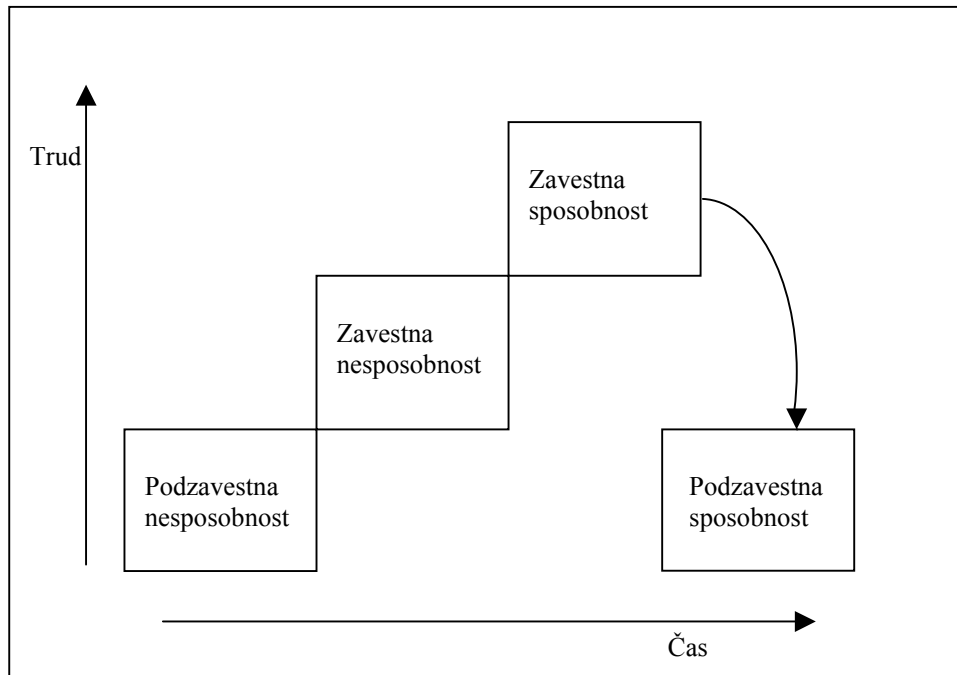 Trud
Zavestna
sposobnost
Zavestna
nesposobnost
Podzavestna
nesposobnost
Podzavestna
sposobnost
Čas